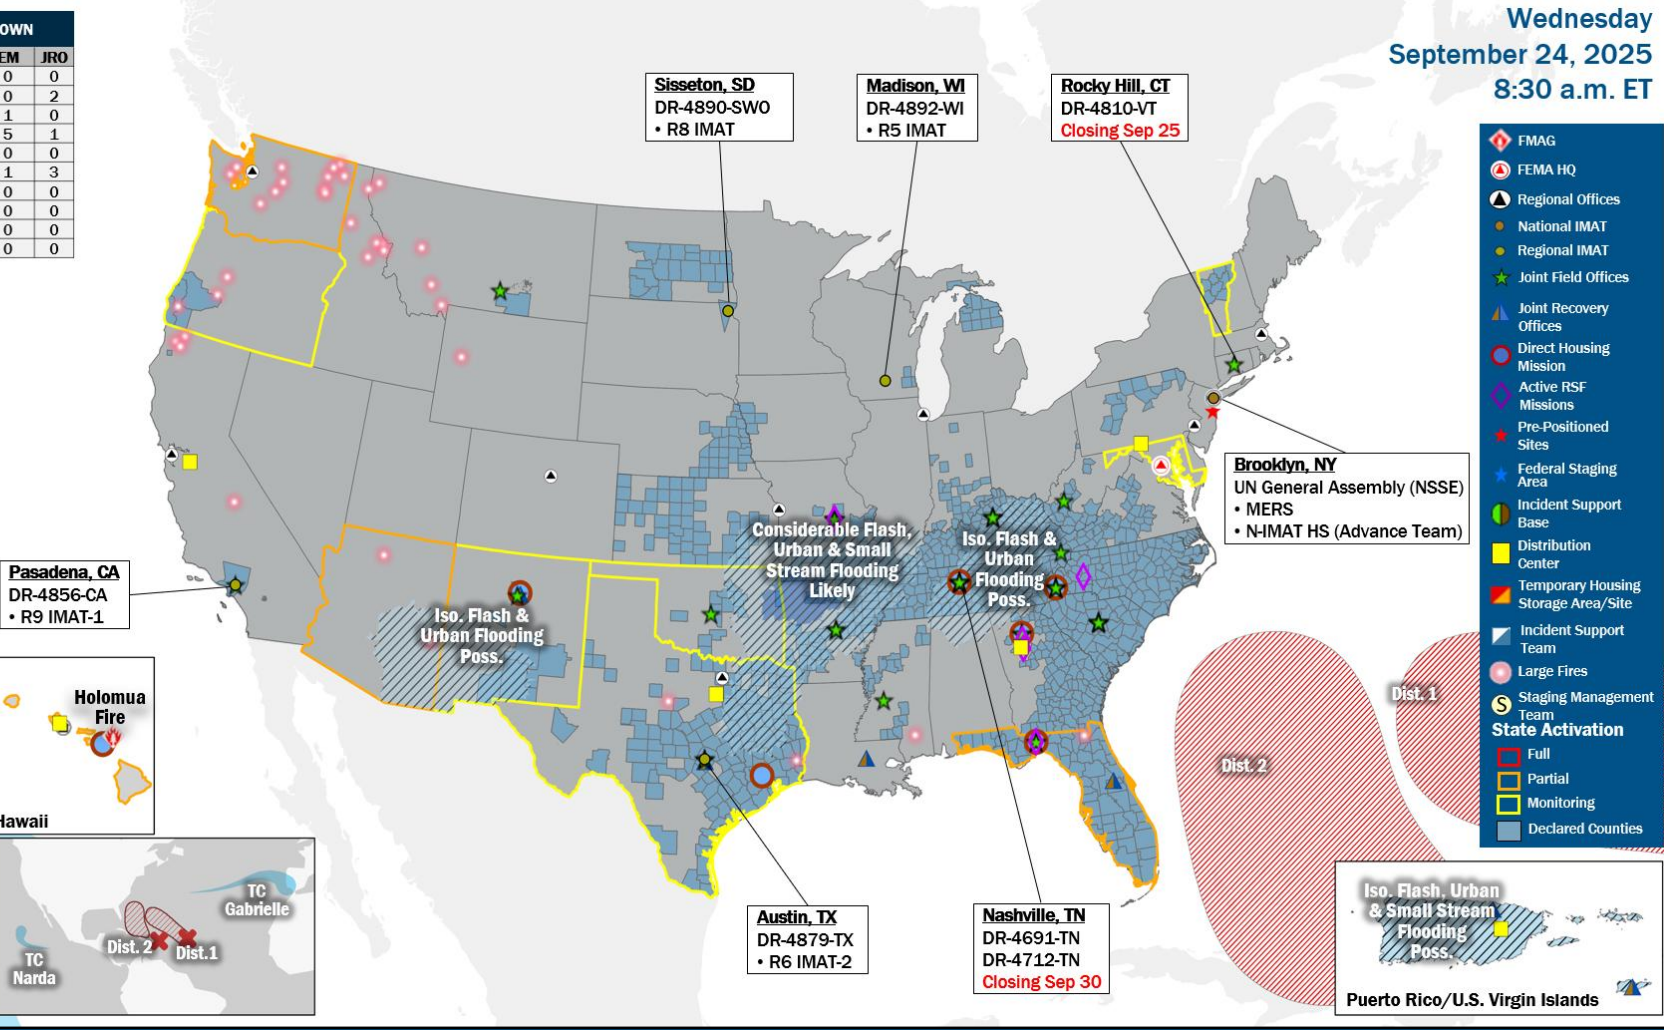 Wednesday
September 24, 2025
8:30 a.m. ET
OWN
EM JRO
0 0
0 2
1 0
5 1
0 0
1 3
0 0
0 0
0 0
0 0
Sisseton, SD
DR-4890-SWO
• R8 IMAT
Madison, WI
DR-4892-WI
• R5 IMAT
Rocky Hill, CT
DR-4810-VT
Closing Sep 25
FMAG
FEMA HQ
Regional Offices
National IMAT
Regional IMAT
Joint Field Offices
Joint Recovery
Offices
Direct Housing
Mission
Active RSF
Missions
Pre-Positioned
Sites
Federal Staging
Area
Incident Support
Base
Distribution
Center
Temporary Housing
Storage Area/Site
Incident Support
Team
Large Fires
S
Staging Management
Team
State Activation
Full
Partial
Monitoring
Declared Counties
Brooklyn, NY
UN General Assembly (NSSE)
• MERS
• N-IMAT HS (Advance Team)
Considerable Flash,
Urban & Small
Stream Flooding
Likely
Iso. Flash &
Urban
Flooding
Poss.
Iso. Flash &
Urban Flooding
Poss.
Pasadena, CA
DR-4856-CA
• R9 IMAT-1
Holomua
Fire
Hawaii
Dist. 1
Dist. 2
TC
Gabrielle
Dist. 2
Dist.1
TC
Narda
Austin, TX
DR-4879-TX
• R6 IMAT-2
Nashville, TN
DR-4691-TN
DR-4712-TN
Closing Sep 30
Iso. Flash, Urban
& Small Stream
Flooding
Poss.
Puerto Rico/U.S. Virgin Islands